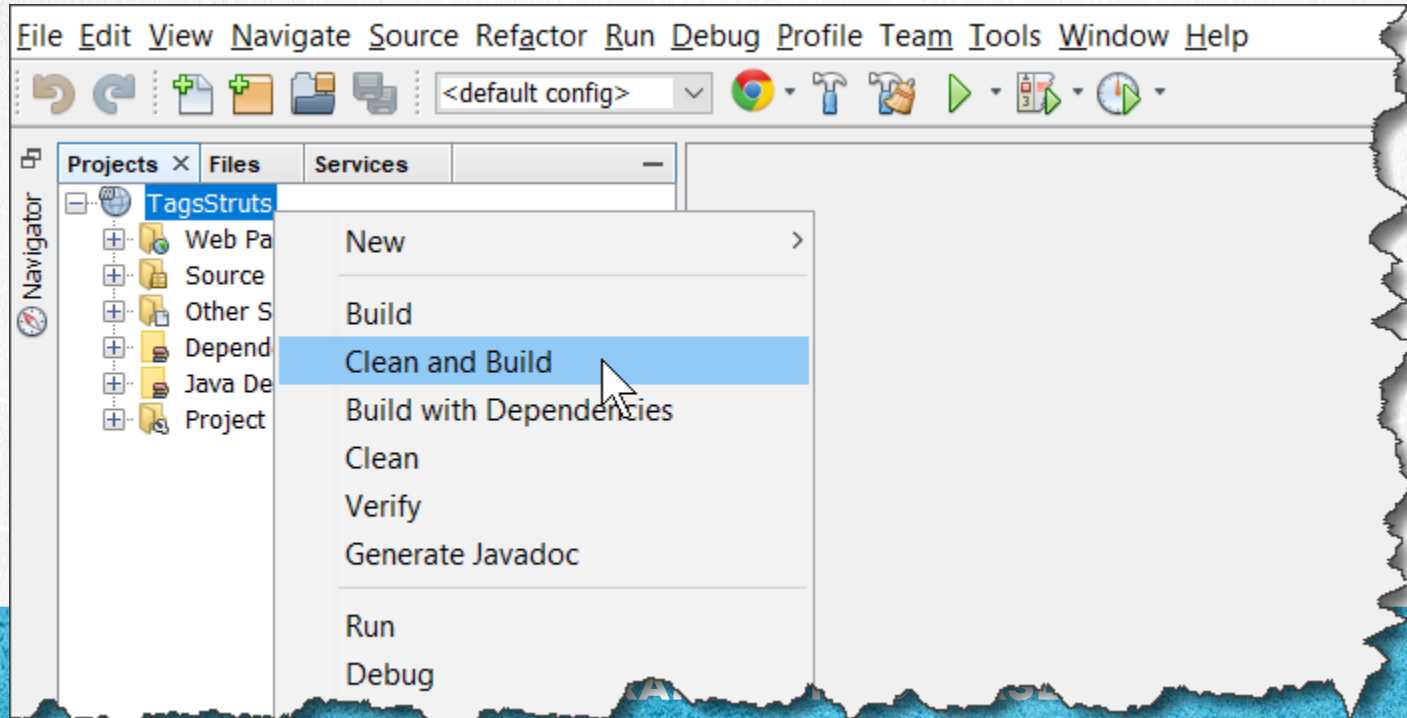 File Edit View Navigate Source Refactor Run Debug Profile Team Tools Window Help
<default config>
Projects Files Services
Navigator
TagsStruts
Web Pa
Source
Other S
Depend
Java De
Project
New
Build
Clean and Build
Build with Dependencies
Clean
Verify
Generate Javadoc
Run
Debug